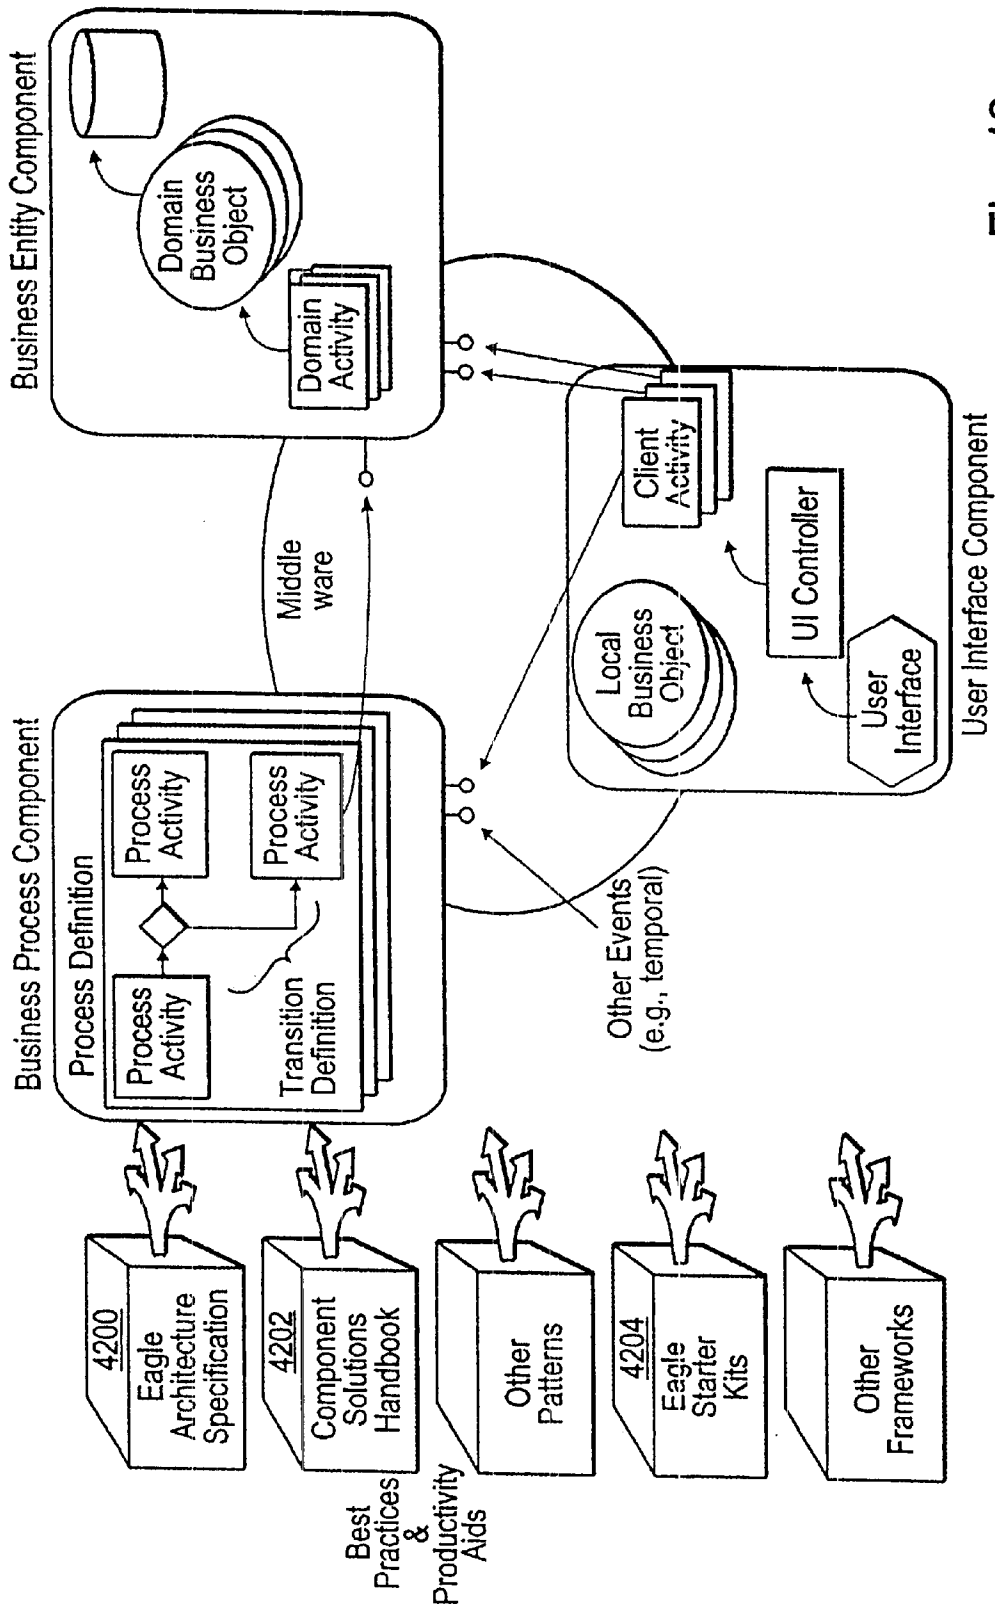 Business Process Component
Process Definition
Process
Activity
Process
Activity
Process
Activity
Transition
Definition
Business Entity Component
Domain
Business
Object
Domain
Activity
Middle
ware
Other Events
(e.g., temporal)
Client
Activity
Local
Business
Object
UI Controller
User
Interface
User Interface Component
Best
Practices
&
Productivity
Aids
4200
Eagle
Architecture
Specification
4202
Component
Solutions
Handbook
Other
Patterns
4204
Eagle
Starter
Kits
Other
Frameworks